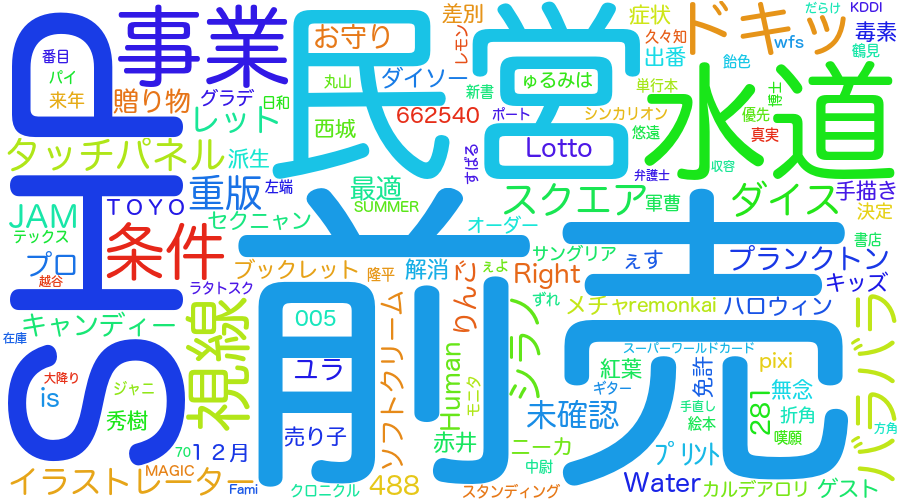 SHOP
民営
前売
水道
事業
ドキッ
差別
症状
だらけ
KDDI
番目
パイ
来年
お守り
レモン
久々知
wfs
毒素
鶴見
出番
丸山
ダイソー
ゅるみは
飴色
贈り物
グラデ
日和
レット
新書
単行本
博士
662540
ポート
シンカリオン
優先
西城
悠遠
真実
タッチパネル
派生
Lotto
すばる
収容
重版
左端
最適
弁護士
手描き
JAM
TOYO
SUMMER
スクエア
軍曹
ダイス
決定
テックス
セクニャン
オーダー
条件
書店
プロ
ブックレット
解消
ぇよ
サングリア
ぇす
プランクトン
越谷
隆平
りんご
Right
キッズ
ラタトスク
ずれ
メチャremonkai
ハロウィン
キャンディー
視線
005
シラフ
バラバラ
在庫
スーパーワールドカード
ユラ
ソフトクリーム
Human
紅葉
免許
pixi
大降り
ジャニ
モニタ
ギター
無念
is
秀樹
未確認
手直し
281
折角
売り子
赤井
絵本
方角
嘆願
70
１２月
ニーカ
プリント
MAGIC
中尉
イラストレーター
Fami
クロニクル
488
スタンディング
Water
カルデアロリ
ゲスト